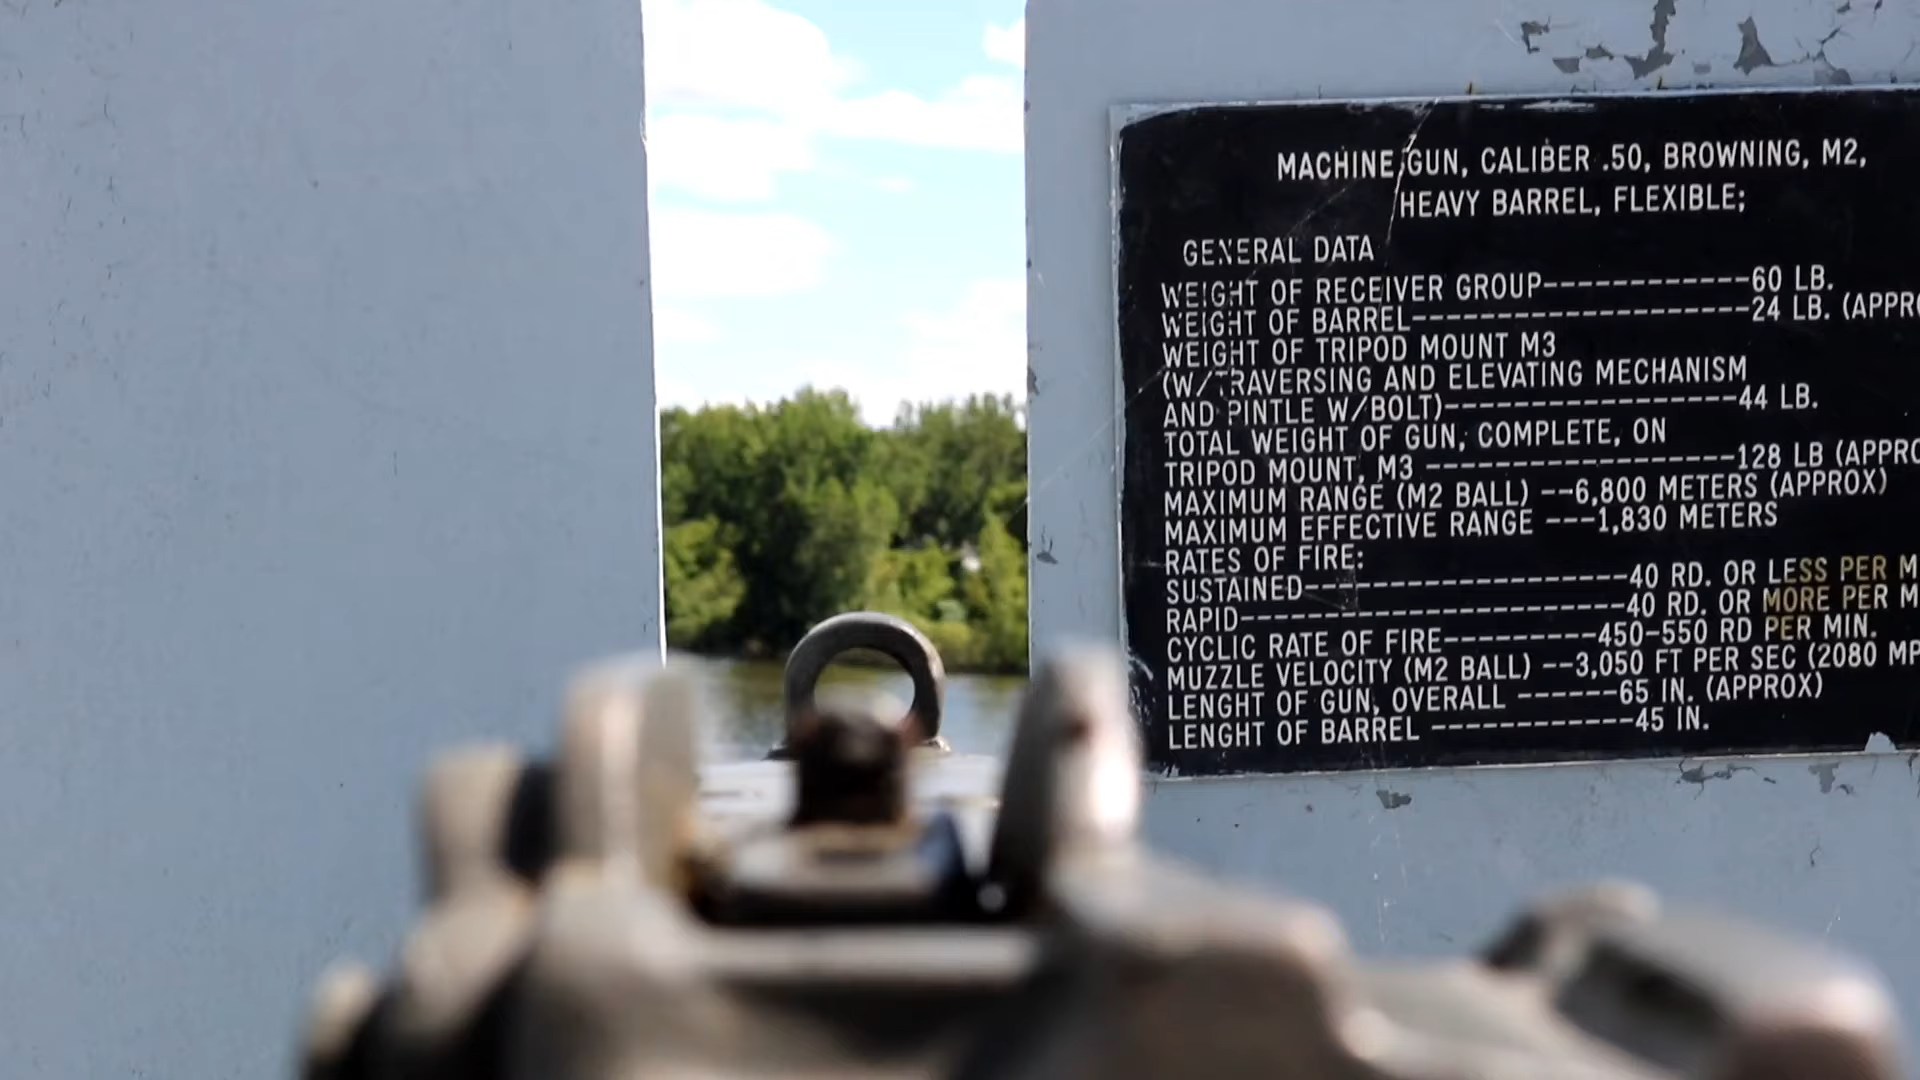 MACHINE GUN, CALIBER .50, BROWNING, M2,
HEAVY BARREL, FLEXIBLE;
GENERAL DATA
WEIGHT OF RECEIVER GROUP------------60 LB.
WEIGHT OF BARREL--------------------24 LB. (APPRO
WEIGHT OF TRIPOD MOUNT M3
(W/TRAVERSING AND ELEVATING MECHANISM
AND PINTLE W/BOLT)-----------------44 LB.
TOTAL WEIGHT OF GUN, COMPLETE, ON
TRIPOD MOUNT, M3 ------------------128 LB (APPRO
MAXIMUM RANGE (M2 BALL) --6,800 METERS (APPROX)
MAXIMUM EFFECTIVE RANGE ---1,830 METERS
RATES OF FIRE:
SUSTAINED-------------------40 RD. OR LESS PER M
RAPID-----------------------40 RD. OR MORE PER M
CYCLIC RATE OF FIRE---------450-550 RD PER MIN.
MUZZLE VELOCITY (M2 BALL) --3,050 FT PER SEC (2080 MP
LENGHT OF GUN, OVERALL ------65 IN. (APPROX)
LENGHT OF BARREL ------------45 IN.